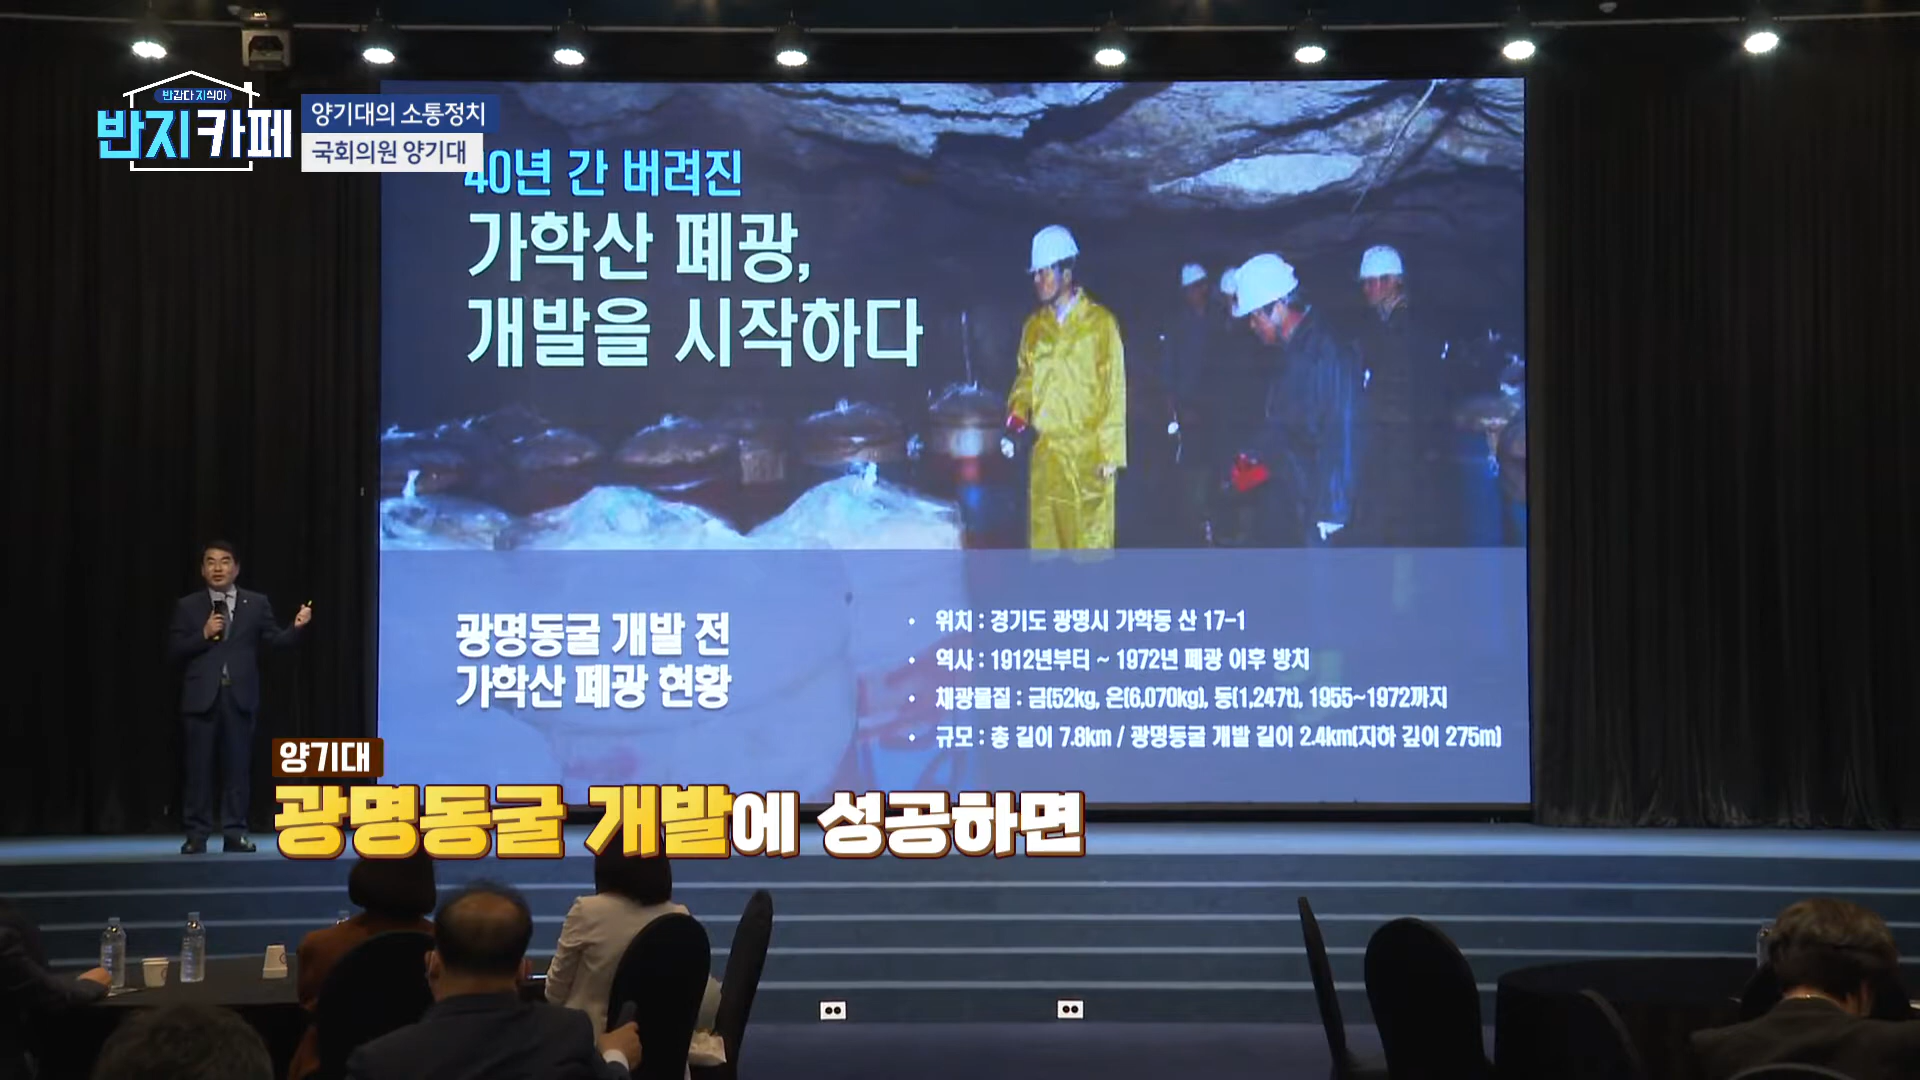 반갑다 지식아
반지카페
양기대의 소통정치
국회의원 양기대
40년 간 버려진
가학산 폐광,
개발을 시작하다
광명동굴 개발 전
가학산 폐광 현황
• 위치 : 경기도 광명시 가학동 산 17-1
• 역사 : 1912년부터 ~ 1972년 폐광 이후 방치
• 채광물질 : 금(52kg, 은(6,070kg), 동(1,247t), 1955~1972까지
• 규모 : 총 길이 7.8km / 광명동굴 개발 길이 2.4km(지하 깊이 275m)
양기대
광명동굴 개발에 성공하면